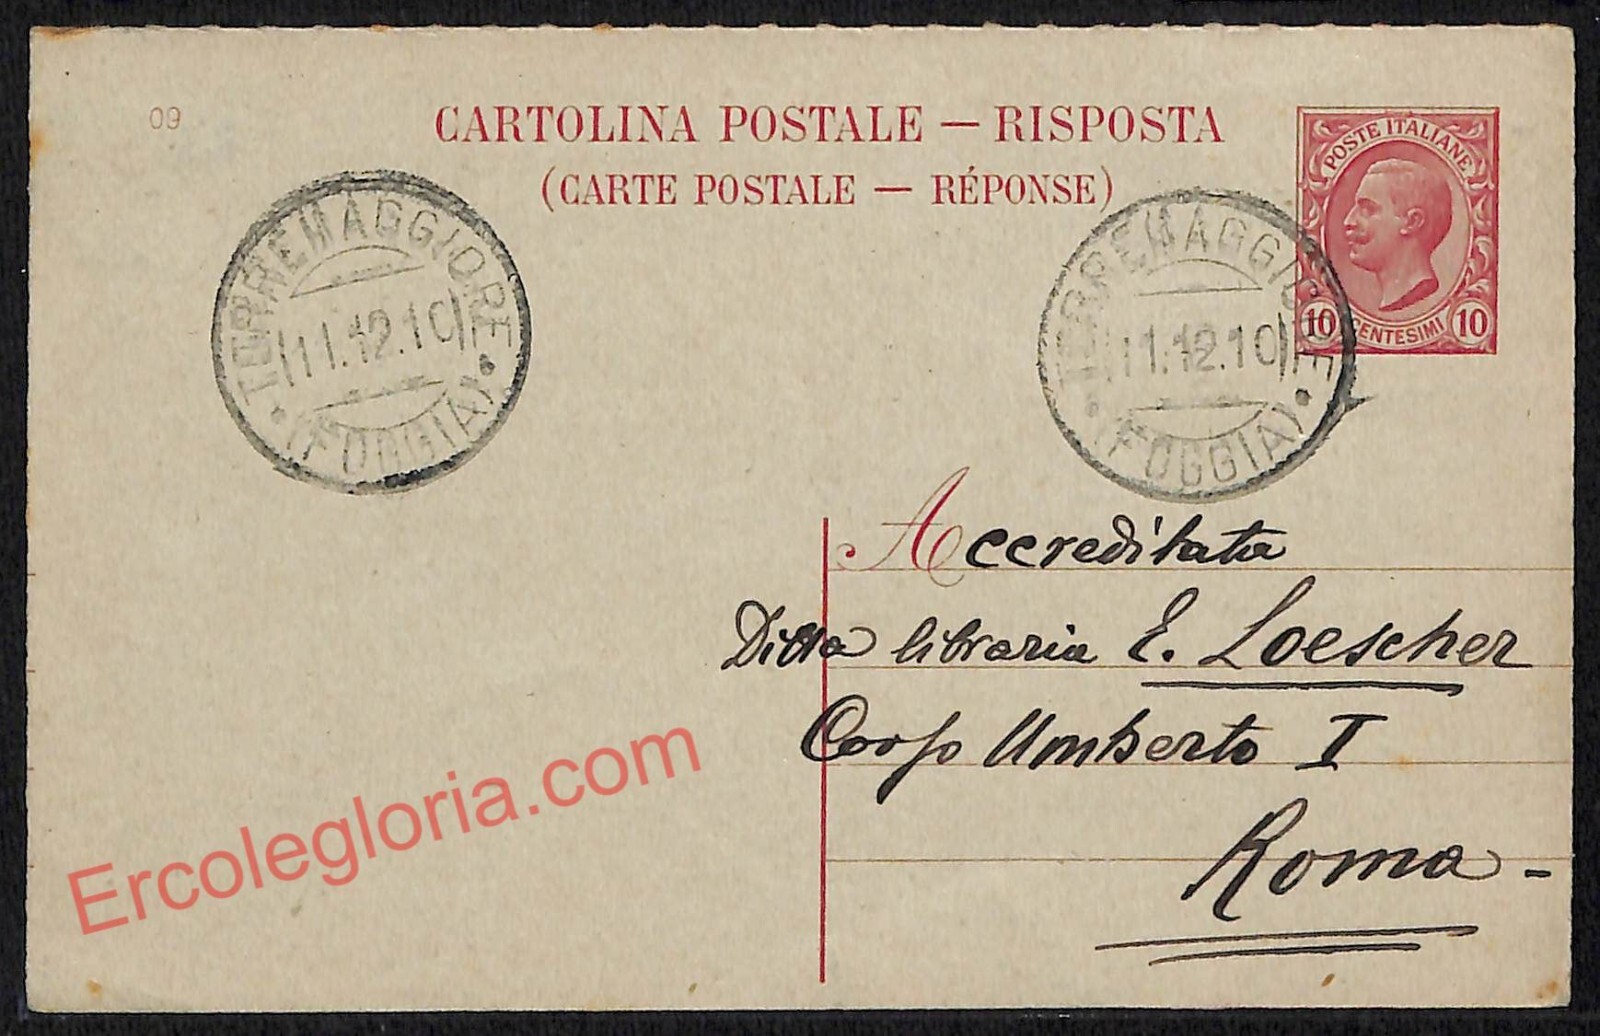 09
CARTOLINA POSTALE — RISPOSTA
(CARTE POSTALE — RÉPONSE)
POSTE ITALIANE
10 CENTESIMI 10
TORREMAGGIORE
11.12.10
(FOGGIA)
TORREMAGGIORE
11.12.10
(FOGGIA)
Accreditata
Ditta libraria E. Loescher
Corso Umberto I
Roma -
Ercolegloria.com